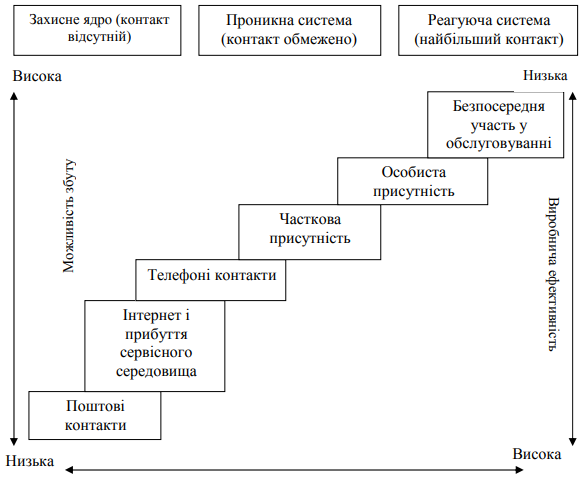 Захисне ядро (контакт
відсутній)
Проникна система
(контакт обмежено)
Реагуюча система
(найбільший контакт)
Висока
Низька
Безпосередня
участь у
обслуговуванні
Особиста
присутність
Часткова
присутність
Телефоні контакти
Інтернет і
прибуття
сервісного
середовища
Поштові
контакти
Можливість збуту
Виробнича ефективність
Низька
Висока